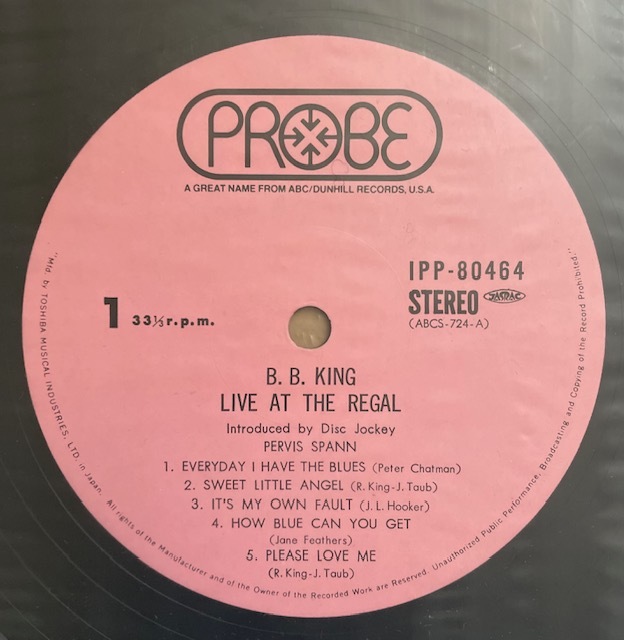 PROBE
A GREAT NAME FROM ABC/DUNHILL RECORDS, U.S.A.
IPP-80464
1 33⅓ r.p.m.
STEREO JASRAC
(ABCS-724-A)
B. B. KING
LIVE AT THE REGAL
Introduced by Disc Jockey
PERVIS SPANN
1. EVERYDAY I HAVE THE BLUES (Peter Chatman)
2. SWEET LITTLE ANGEL (R. King-J. Taub)
3. IT'S MY OWN FAULT (J. L. Hooker)
4. HOW BLUE CAN YOU GET
(Jane Feathers)
5. PLEASE LOVE ME
(R. King-J. Taub)
"Mfd. by TOSHIBA MUSICAL INDUSTRIES, LTD. in Japan. All rights of the Manufacturer and of the Owner of the Recorded Work are Reserved. Unauthorized Public Performance, Broadcasting and Copying of the Record Prohibited."